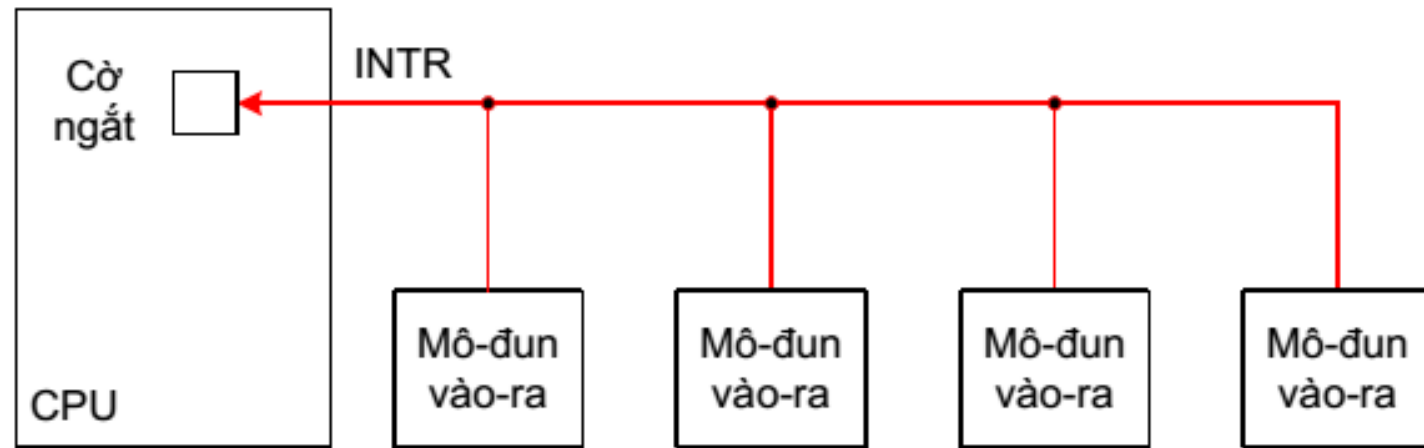 Cờ
ngắt
INTR
CPU
Mô-đun
vào-ra
Mô-đun
vào-ra
Mô-đun
vào-ra
Mô-đun
vào-ra